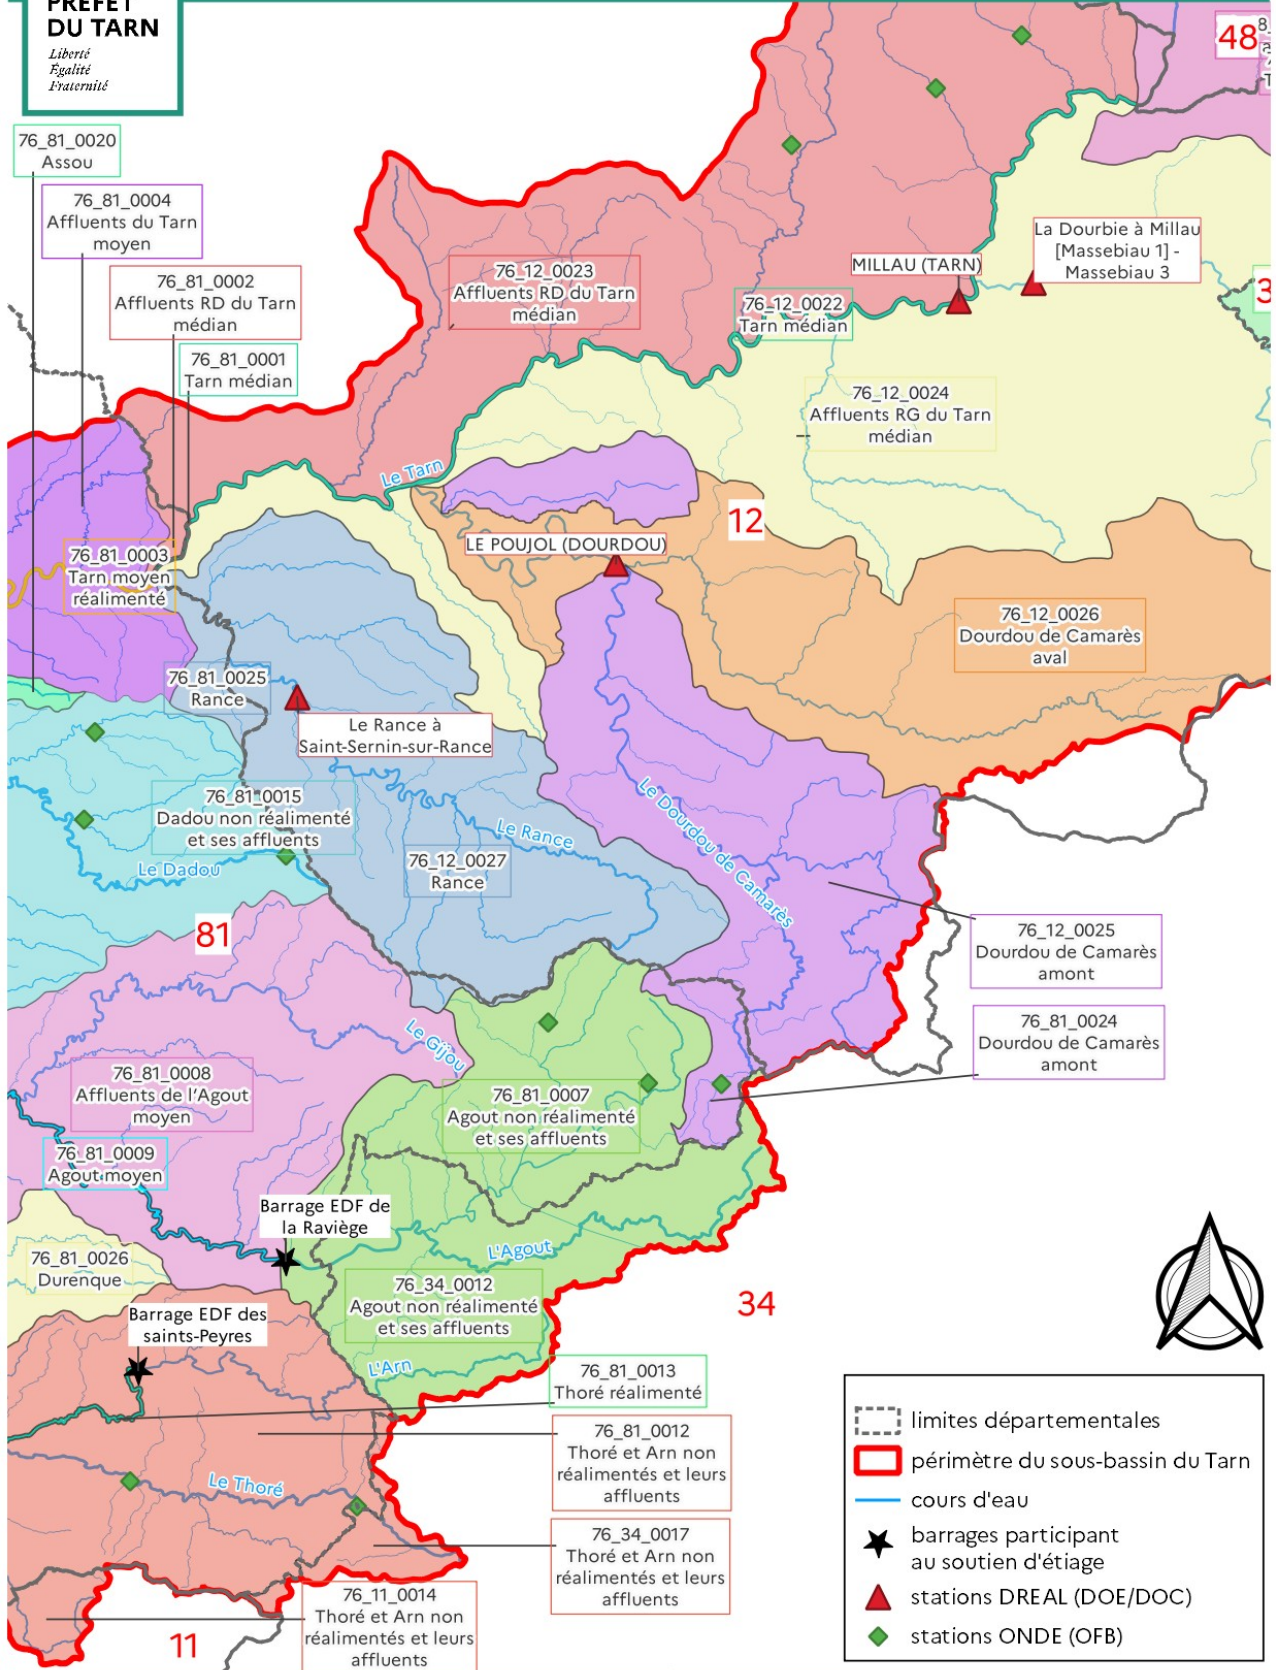 PRÉFET
DU TARN
Liberté
Égalité
Fraternité
48
76_81_0020
Assou
76_81_0004
Affluents du Tarn
moyen
76_81_0002
Affluents RD du Tarn
médian
76_81_0001
Tarn médian
76_12_0023
Affluents RD du Tarn
médian
MILLAU (TARN)
La Dourbie à Millau
[Massebiau 1] -
Massebiau 3
76_12_0022
Tarn médian
3
76_12_0024
Affluents RG du Tarn
médian
Le Tarn
12
LE POUJOL (DOURDOU)
76_81_0003
Tarn moyen
réalimenté
76_12_0026
Dourdou de Camarès
aval
76_81_0025
Rance
Le Rance à
Saint-Sernin-sur-Rance
76_81_0015
Dadou non réalimenté
et ses affluents
Le Dadou
Le Rance
76_12_0027
Rance
Le Dourdou de Camarès
81
76_12_0025
Dourdou de Camarès
amont
76_81_0024
Dourdou de Camarès
amont
Le Gijou
76_81_0008
Affluents de l'Agout
moyen
76_81_0007
Agout non réalimenté
et ses affluents
76_81_0009
Agout moyen
Barrage EDF de
la Raviège
L'Agout
76_81_0026
Durenque
76_34_0012
Agout non réalimenté
et ses affluents
34
Barrage EDF des
saints-Peyres
L'Arn
76_81_0013
Thoré réalimenté
76_81_0012
Thoré et Arn non
réalimentés et leurs
affluents
Le Thoré
76_34_0017
Thoré et Arn non
réalimentés et leurs
affluents
76_11_0014
Thoré et Arn non
réalimentés et leurs
affluents
11
limites départementales
périmètre du sous-bassin du Tarn
cours d'eau
barrages participant
au soutien d'étiage
stations DREAL (DOE/DOC)
stations ONDE (OFB)